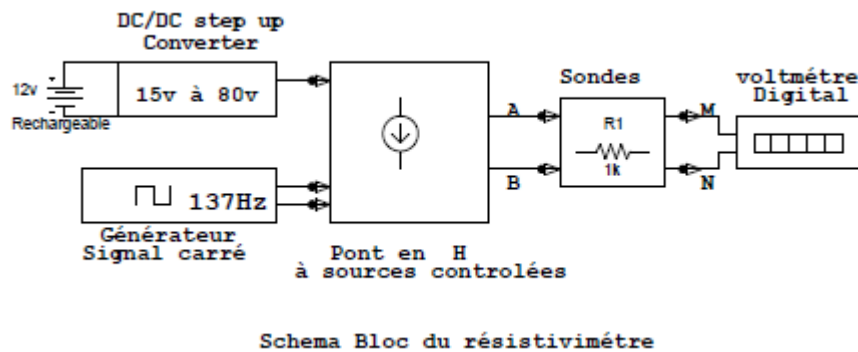 DC/DC step up
Converter
12v
15v à 80v
Rechargeable
Sondes
voltmétre
Digital
A
R1
M
B
1k
N
137Hz
Générateur
Signal carré
Pont en H
à sources controlées
Schema Bloc du résistivimétre